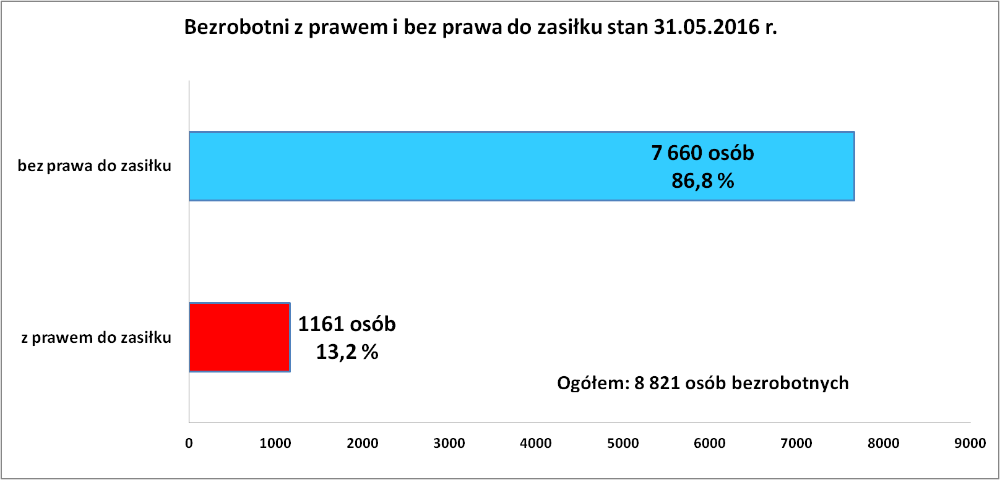 Bezrobotni z prawem i bez prawa do zasiłku stan 31.05.2016 r.
bez prawa do zasiłku
7 660 osób
86,8 %
z prawem do zasiłku
1161 osób
13,2 %
Ogółem: 8 821 osób bezrobotnych
0 1000 2000 3000 4000 5000 6000 7000 8000 9000